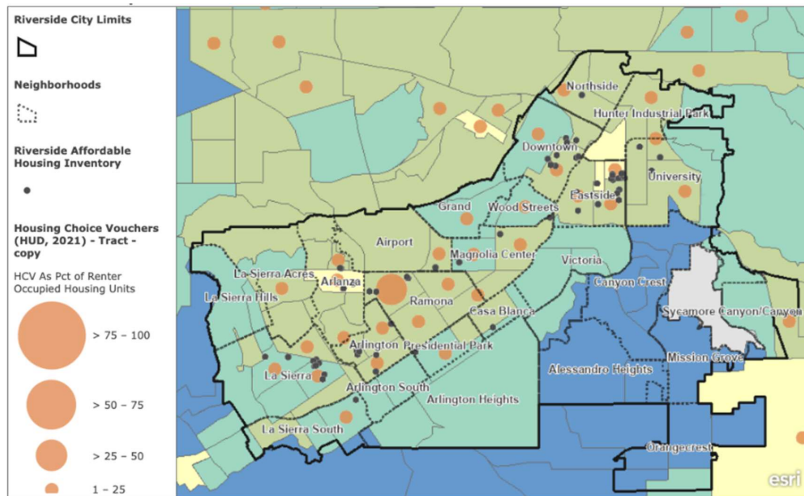 Riverside City Limits
Neighborhoods
Riverside Affordable
Housing Inventory
Housing Choice Vouchers
(HUD, 2021) - Tract -
copy
HCV As Pct of Renter
Occupied Housing Units
> 75 – 100
> 50 – 75
> 25 – 50
1 – 25
Northside
Hunter Industrial Park
Downtown
University
Eastside
Grand
Wood Streets
Airport
Magnolia Center
Victoria
La Sierra Acres
Arlanza
Canyon Crest
La Sierra Hills
Ramona
Casa Blanca
Sycamore Canyon/Canyon
Arlington
Presidential Park
Mission Grove
La Sierra
Alessandro Heights
Arlington South
Arlington Heights
La Sierra South
Orangecrest
esri